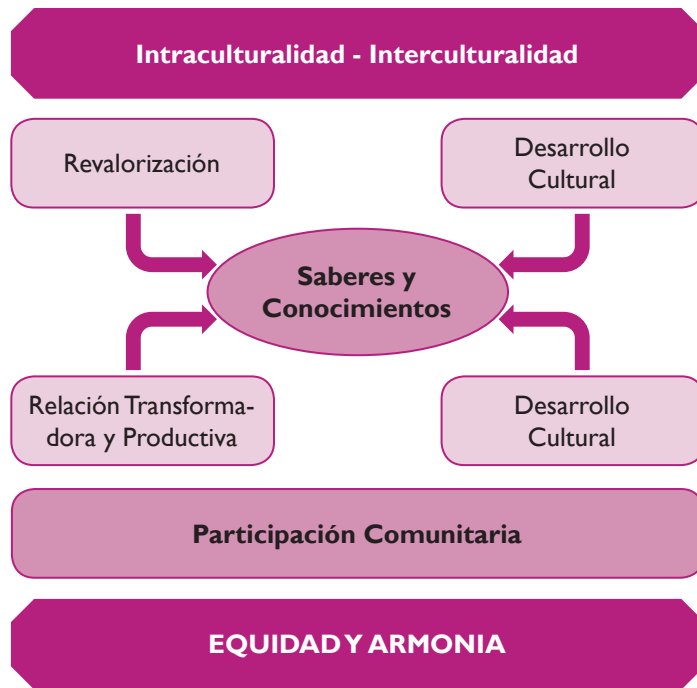 Intraculturalidad - Interculturalidad
Revalorización
Desarrollo
Cultural
Saberes y
Conocimientos
Relación Transforma-
dora y Productiva
Desarrollo
Cultural
Participación Comunitaria
EQUIDAD Y ARMONIA